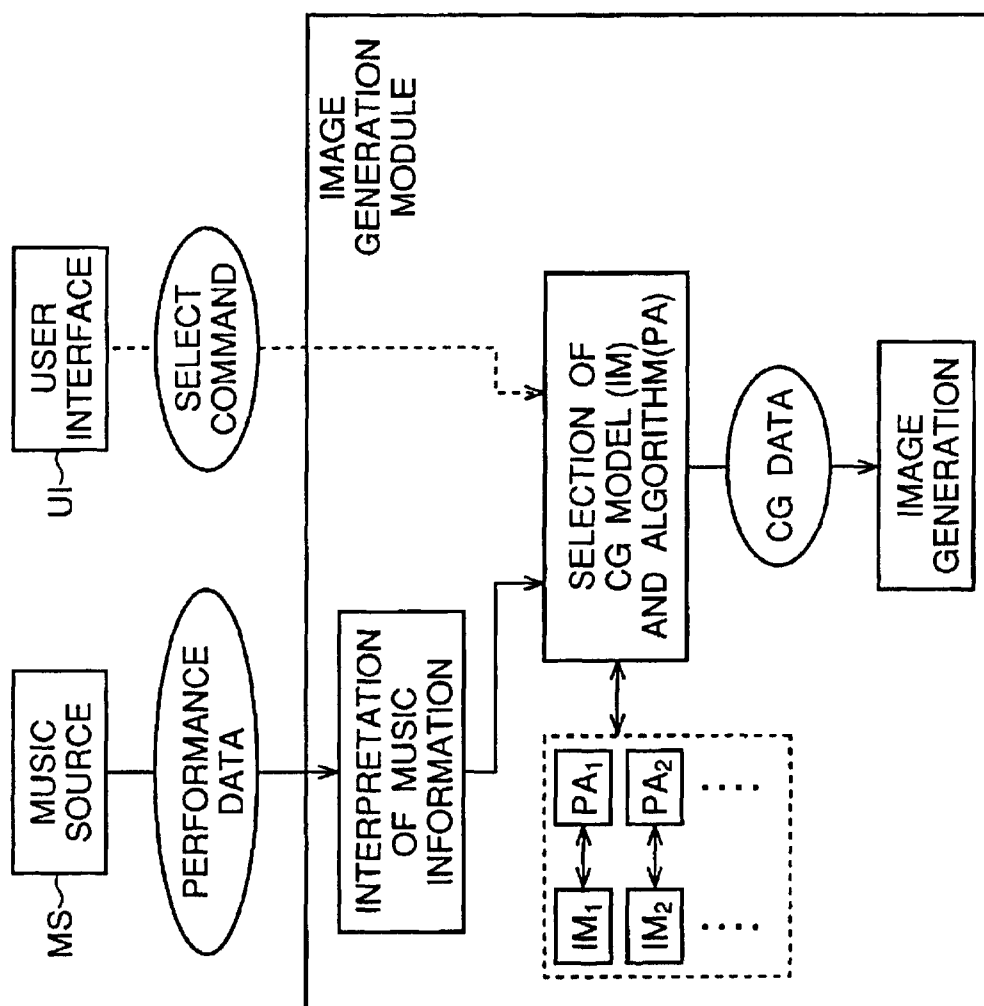 MS
MUSIC
SOURCE
UI
USER
INTERFACE
PERFORMANCE
DATA
SELECT
COMMAND
IMAGE
GENERATION
MODULE
INTERPRETATION
OF MUSIC
INFORMATION
IM1
PA1
IM2
PA2
....
....
SELECTION OF
CG MODEL (IM)
AND ALGORITHM(PA)
CG DATA
IMAGE
GENERATION